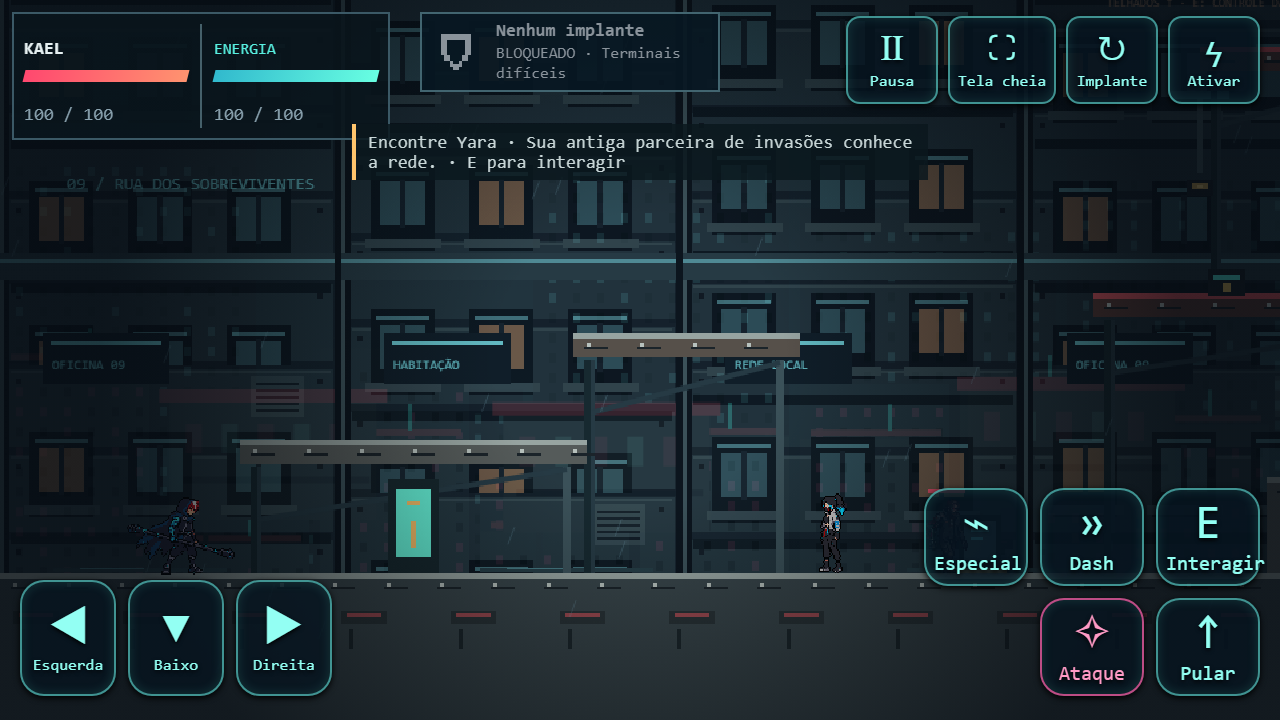 KAEL
ENERGIA
100 / 100
100 / 100
Nenhum implante
BLOQUEADO · Terminais
difíceis
Pausa
Tela cheia
Implante
Ativar
Encontre Yara · Sua antiga parceira de invasões conhece
a rede. · E para interagir
09 / RUA DOS SOBREVIVENTES
OFICINA 09
HABITAÇÃO
REDE LOCAL
OFICINA 09
Especial
Dash
E
Interagir
Esquerda
Baixo
Direita
Ataque
Pular